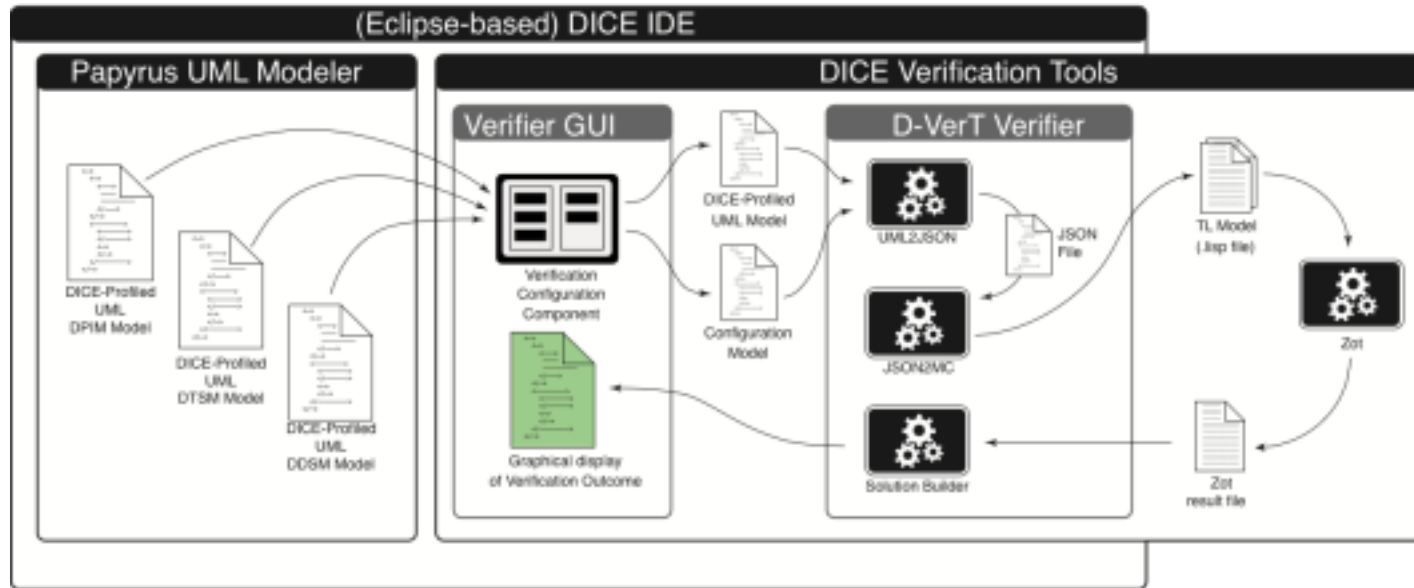 (Eclipse-based) DICE IDE
Papyrus UML Modeler
DICE Verification Tools
Verifier GUI
D-VerT Verifier
DICE-Profiled
UML
DPIM Model
DICE-Profiled
UML
DTSM Model
DICE-Profiled
UML
DDSM Model
Verification
Configuration
Component
Graphical display
of Verification Outcome
DICE-Profiled
UML Model
Configuration
Model
UML2JSON
JSON
File
JSON2MC
Solution Builder
TL Model
(.lisp file)
Zot
Zot
result file